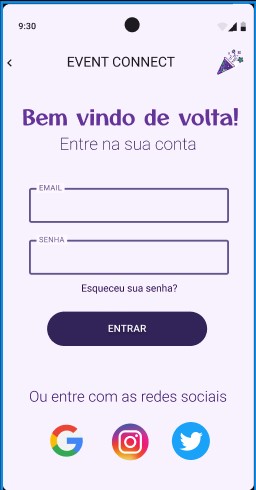 9:30
EVENT CONNECT
Bem vindo de volta!
Entre na sua conta
EMAIL
SENHA
Esqueceu sua senha?
ENTRAR
Ou entre com as redes sociais